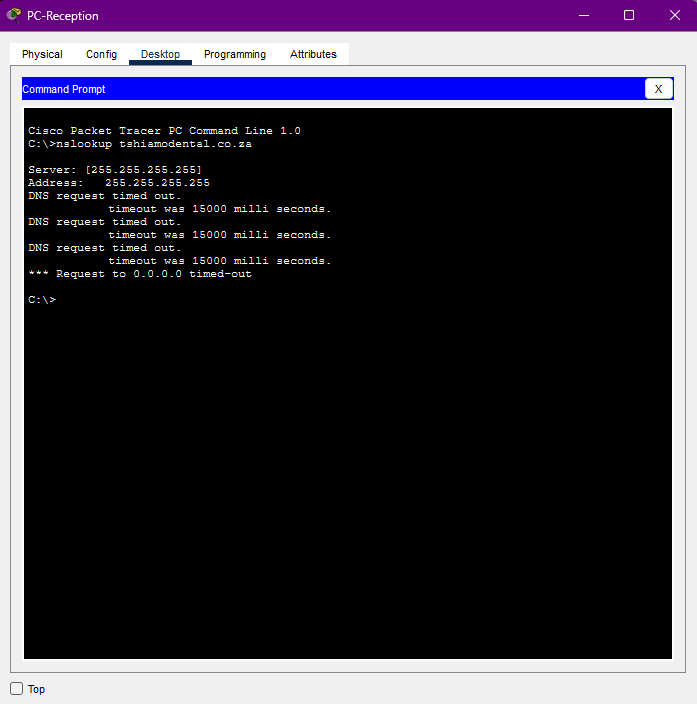 PC-Reception
Physical Config Desktop Programming Attributes
Command Prompt X
Cisco Packet Tracer PC Command Line 1.0
C:\>nslookup tshiamodental.co.za
Server: [255.255.255.255]
Address: 255.255.255.255
DNS request timed out.
timeout was 15000 milli seconds.
DNS request timed out.
timeout was 15000 milli seconds.
DNS request timed out.
timeout was 15000 milli seconds.
*** Request to 0.0.0.0 timed-out
C:\>
Top